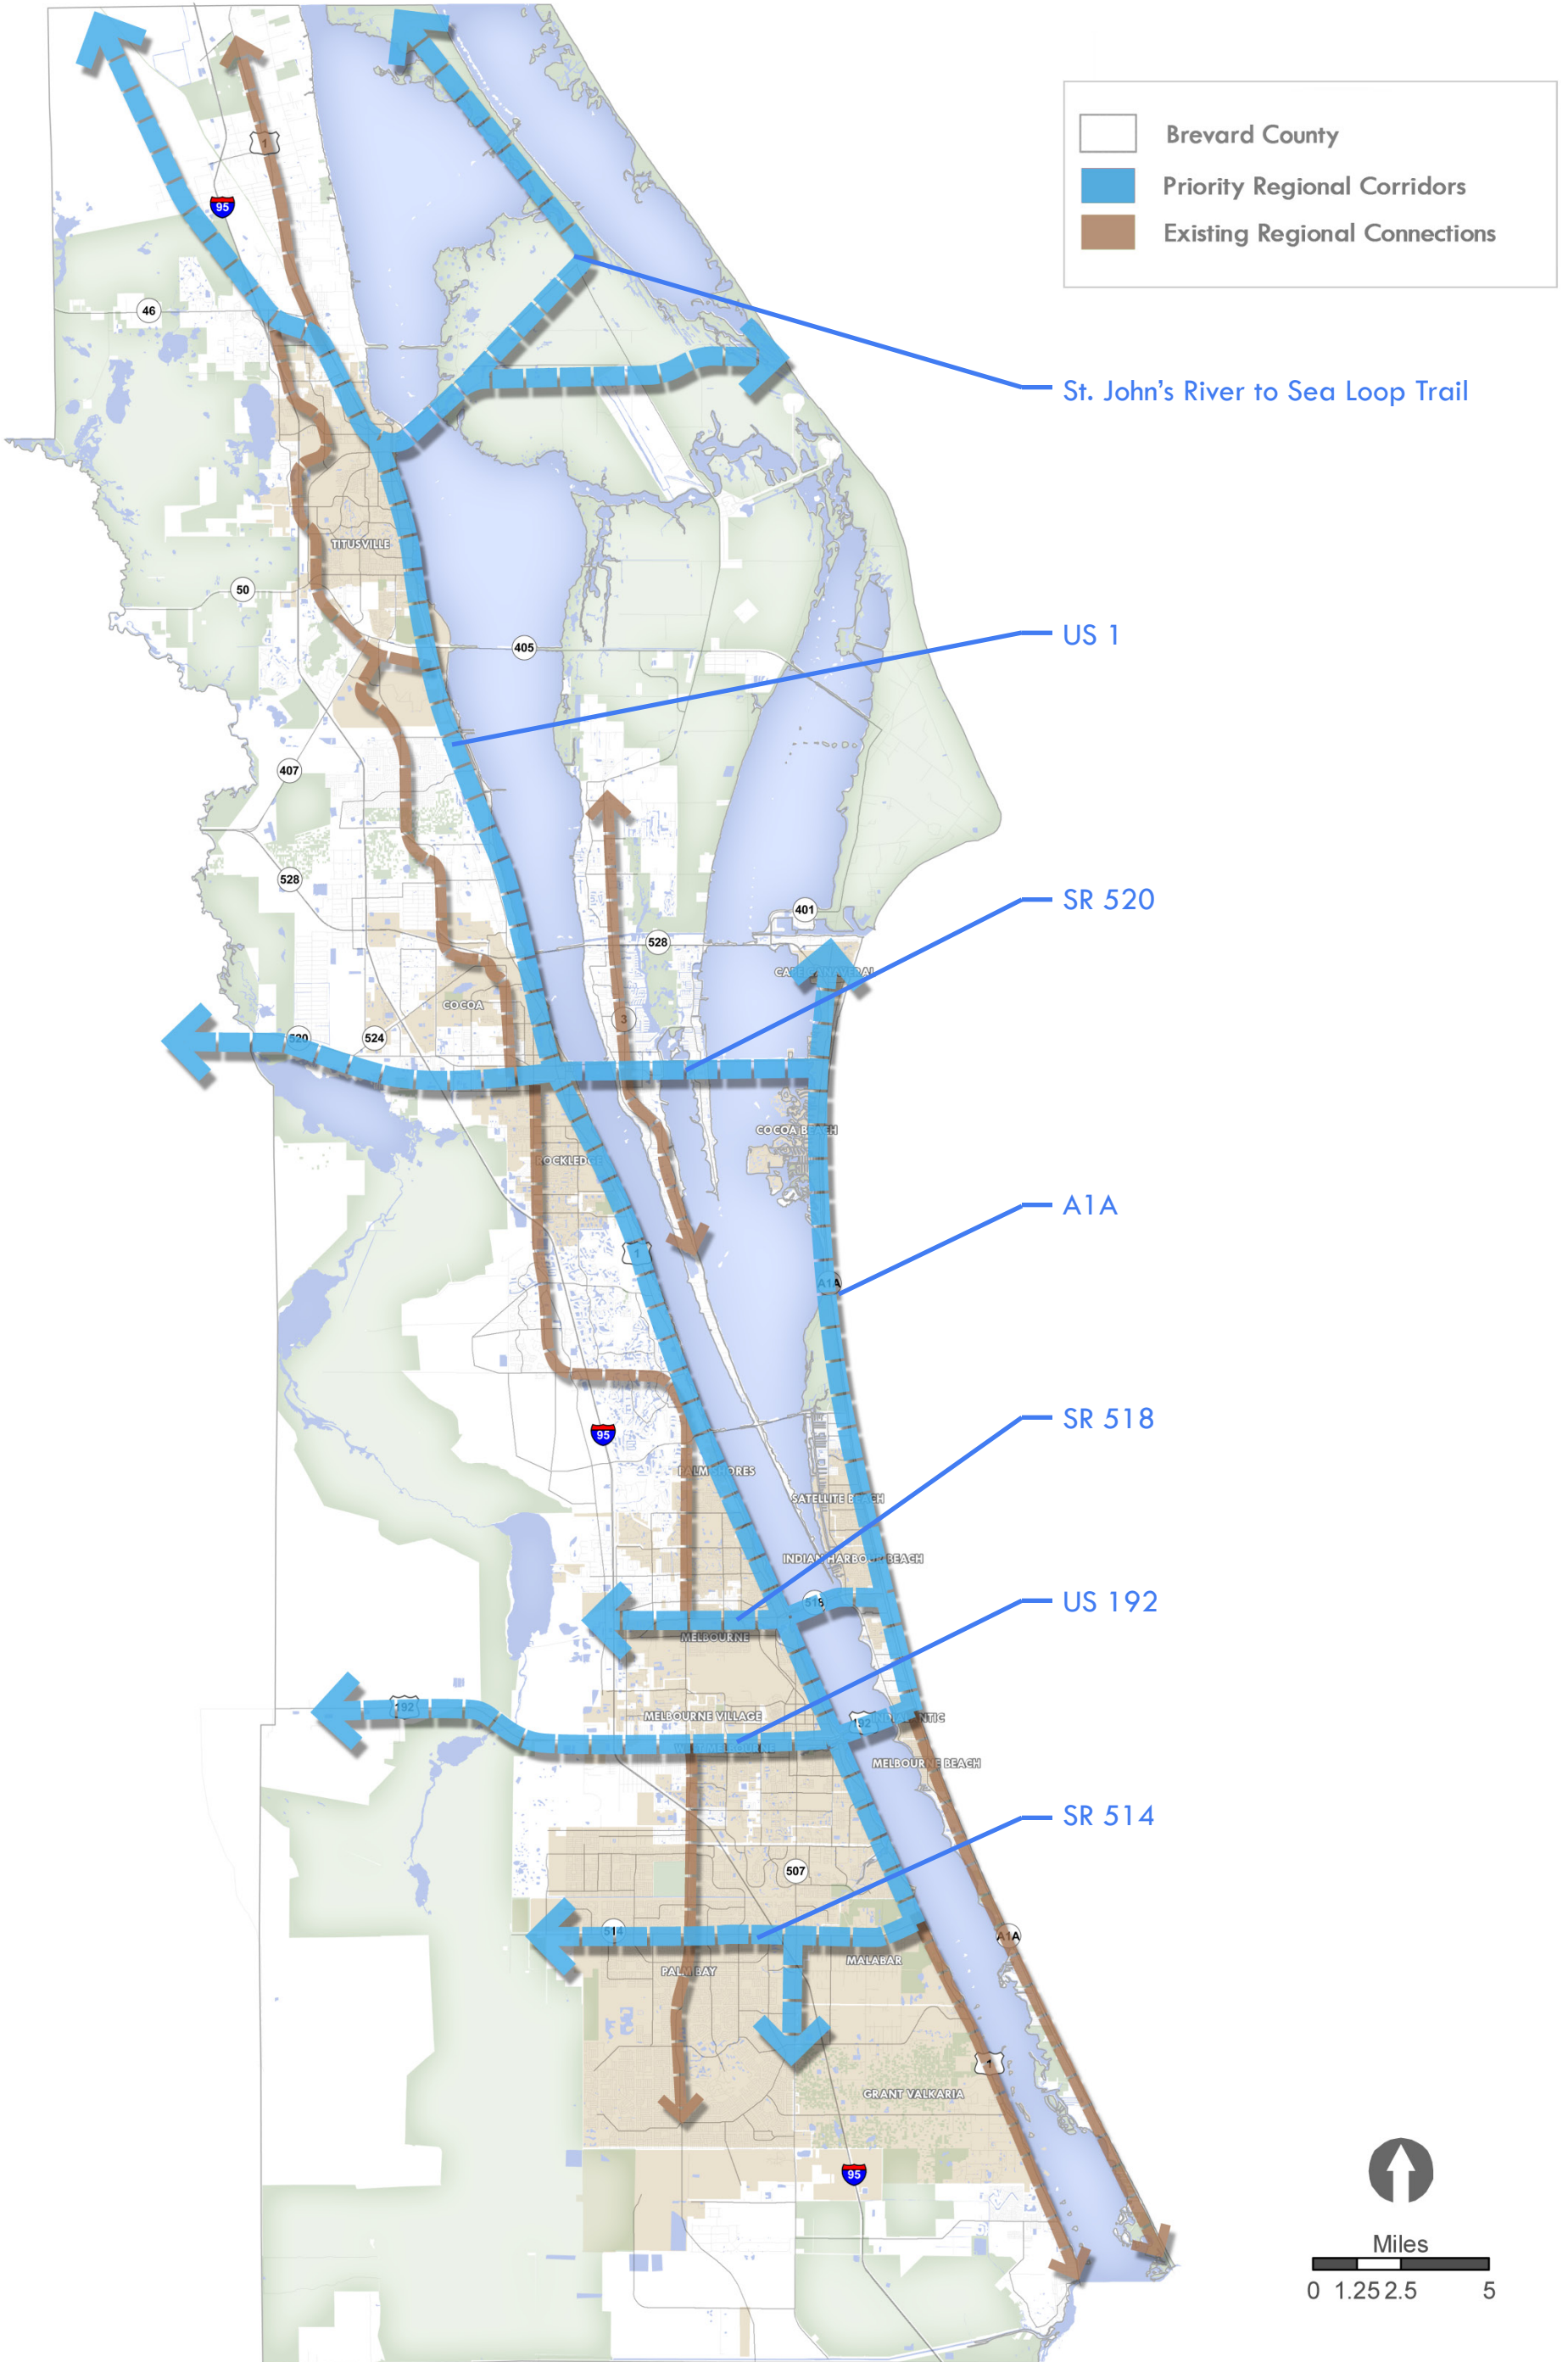 Brevard County
Priority Regional Corridors
Existing Regional Connections
1
95
46
St. John's River to Sea Loop Trail
TITUSVILLE
50
405
US 1
407
528
SR 520
401
528
CAPE CANAVERAL
COCOA
3
520
524
COCOA BEACH
ROCKLEDGE
A1A
1
A1A
SR 518
95
PALM SHORES
SATELLITE BEACH
INDIAN HARBOUR BEACH
518
US 192
MELBOURNE
192
MELBOURNE VILLAGE
192
INDIALANTIC
WEST MELBOURNE
MELBOURNE BEACH
SR 514
507
514
A1A
MALABAR
PALM BAY
1
GRANT VALKARIA
95
Miles
0 1.25 2.5 5